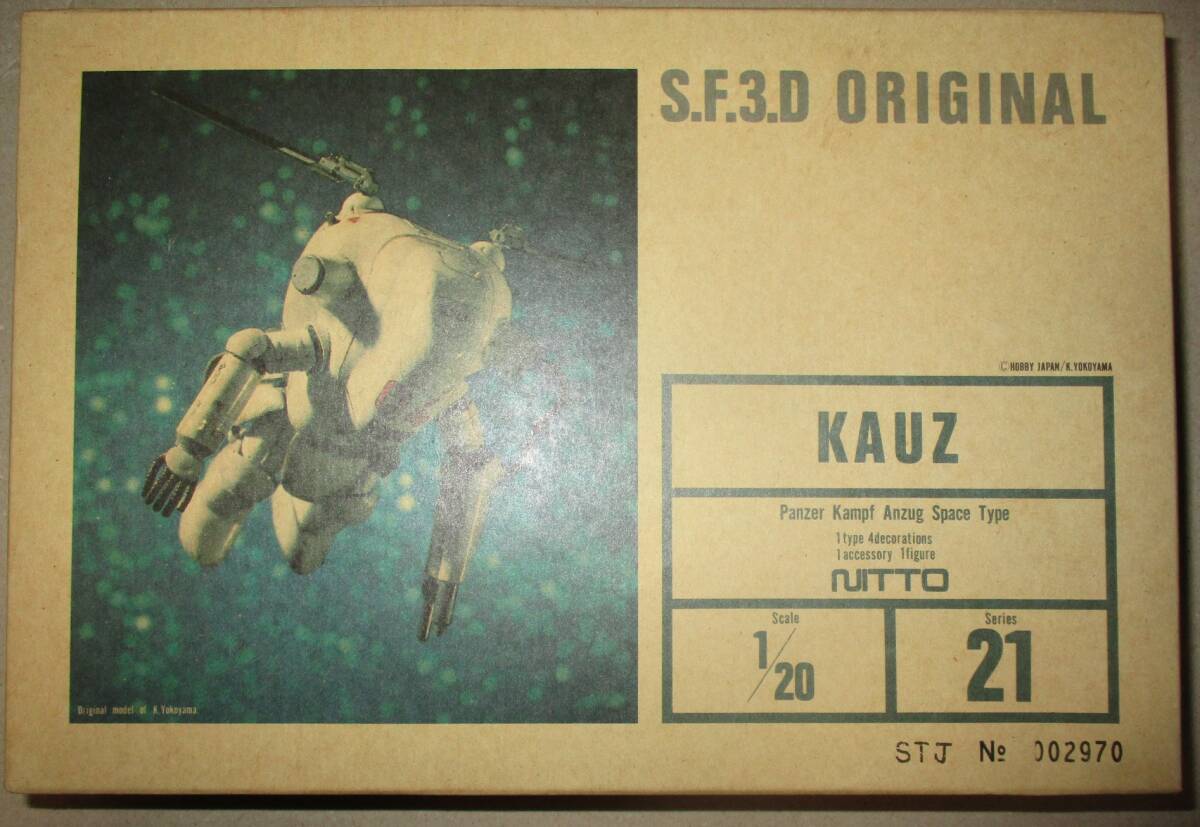 S.F.3.D ORIGINAL
© HOBBY JAPAN/K.YOKOYAMA
KAUZ
Panzer Kampf Anzug Space Type
1type 4decorations
1accessory 1figure
NITTO
Scale
1/20
Series
21
Original model of K.Yokoyama
STJ № 002970